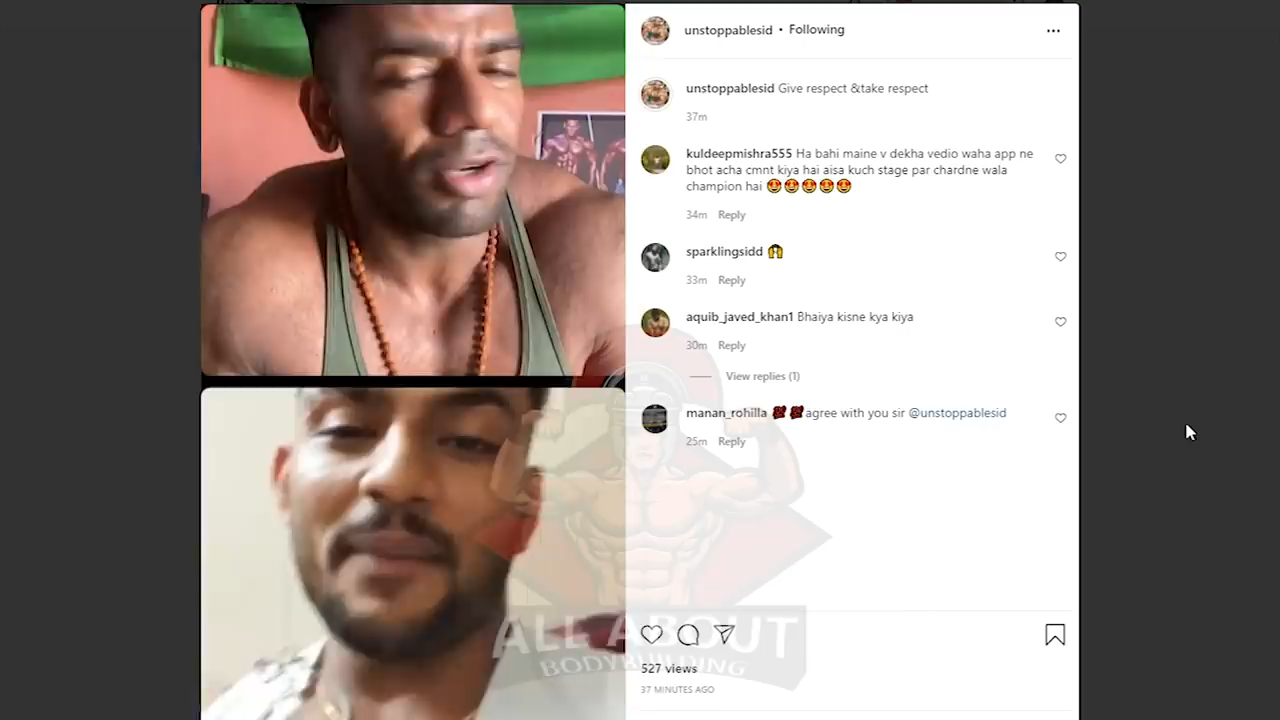 unstoppablesid • Following
unstoppablesid Give respect &take respect
37m
kuldeepmishra555 Ha bahi maine v dekha vedio waha app ne
bhot acha cmnt kiya hai aisa kuch stage par chardne wala
champion hai 😍😍😍😍😍
34m Reply
sparklingsidd 🙌
33m Reply
aquib_javed_khan1 Bhaiya kisne kya kiya
30m Reply
View replies (1)
manan_rohilla 💯 💯agree with you sir @unstoppablesid
25m Reply
ALL ABOUT
BODYBUILDING
527 views
37 MINUTES AGO